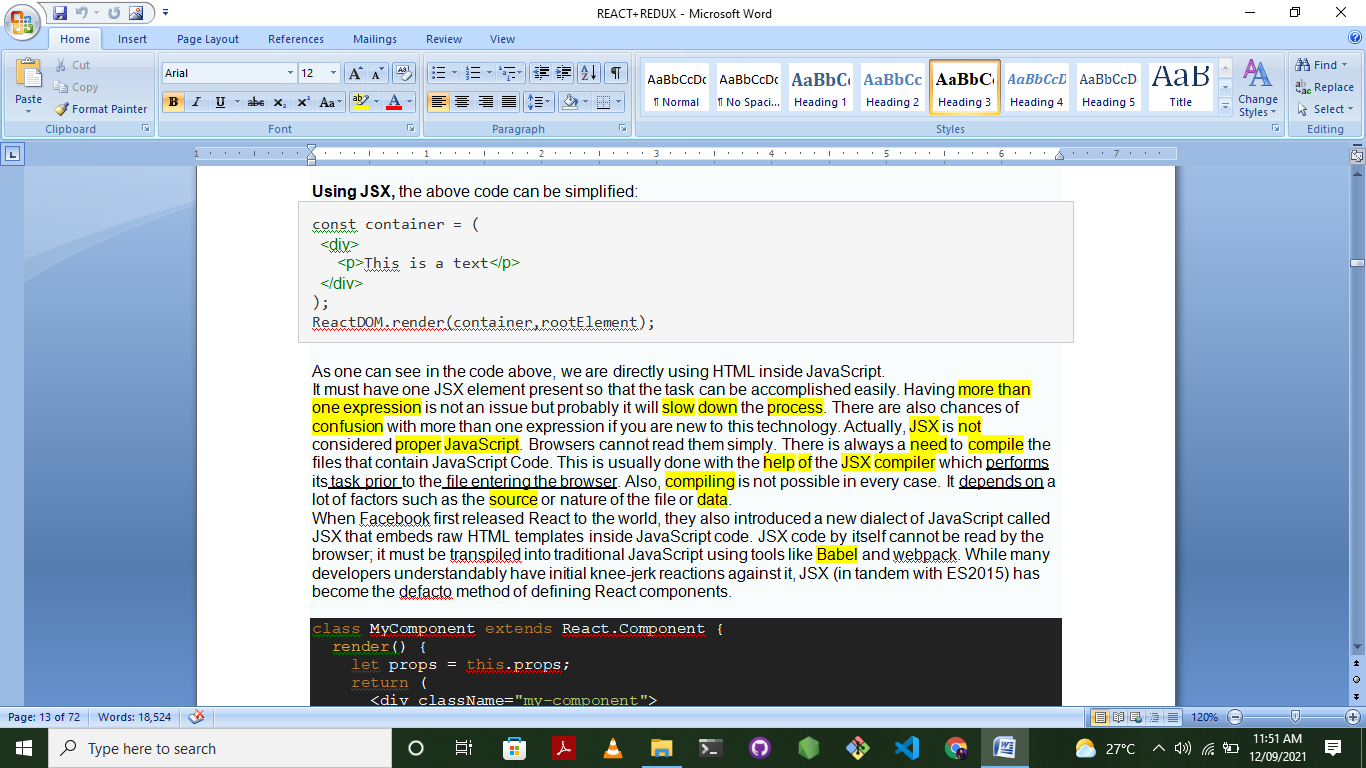 REACT+REDUX - Microsoft Word
Home Insert Page Layout References Mailings Review View
Paste
Cut
Copy
Format Painter
Clipboard
Arial 12
B I U abc x₂ x² Aa ab A
Font
Paragraph
AaBbCcDc AaBbCcDc AaBbC AaBbCc AaBbC AaBbCcD AaBbCcD AaB
¶ Normal ¶ No Spaci... Heading 1 Heading 2 Heading 3 Heading 4 Heading 5 Title
Change Styles
Styles
Find
Replace
Select
Editing
1 1 2 3 4 5 6 7
Using JSX, the above code can be simplified:
const container = (
<div>
<p>This is a text</p>
</div>
);
ReactDOM.render(container,rootElement);
As one can see in the code above, we are directly using HTML inside JavaScript.
It must have one JSX element present so that the task can be accomplished easily. Having more than
one expression is not an issue but probably it will slow down the process. There are also chances of
confusion with more than one expression if you are new to this technology. Actually, JSX is not
considered proper JavaScript. Browsers cannot read them simply. There is always a need to compile the
files that contain JavaScript Code. This is usually done with the help of the JSX compiler which performs
its task prior to the file entering the browser. Also, compiling is not possible in every case. It depends on a
lot of factors such as the source or nature of the file or data.
When Facebook first released React to the world, they also introduced a new dialect of JavaScript called
JSX that embeds raw HTML templates inside JavaScript code. JSX code by itself cannot be read by the
browser; it must be transpiled into traditional JavaScript using tools like Babel and webpack. While many
developers understandably have initial knee-jerk reactions against it, JSX (in tandem with ES2015) has
become the defacto method of defining React components.
class MyComponent extends React.Component {
render() {
let props = this.props;
return (
<div className="my-component">
Page: 13 of 72 Words: 18,524 120%
Type here to search
27°C
11:51 AM
12/09/2021